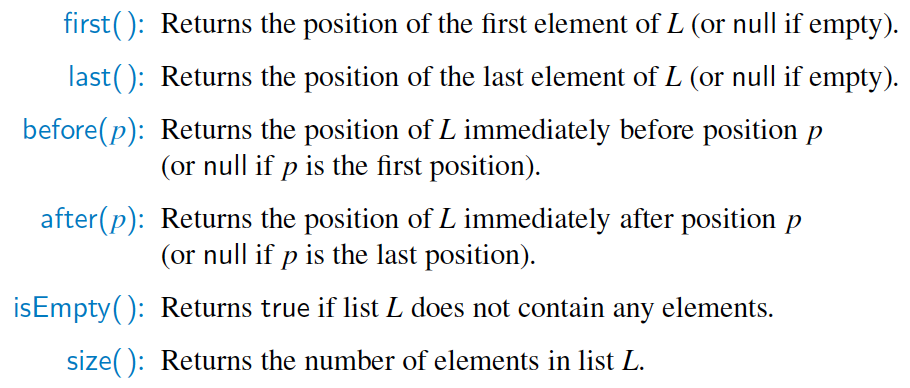 first( ): Returns the position of the first element of L (or null if empty).
last( ): Returns the position of the last element of L (or null if empty).
before(p): Returns the position of L immediately before position p
(or null if p is the first position).
after(p): Returns the position of L immediately after position p
(or null if p is the last position).
isEmpty( ): Returns true if list L does not contain any elements.
size( ): Returns the number of elements in list L.